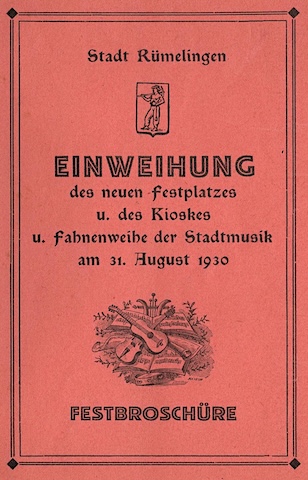 Stadt Rümelingen
EINWEIHUNG
des neuen Festplatzes
u. des Kioskes
u. Fahnenweihe der Stadtmusik
am 31. August 1930
FESTBROSCHÜRE